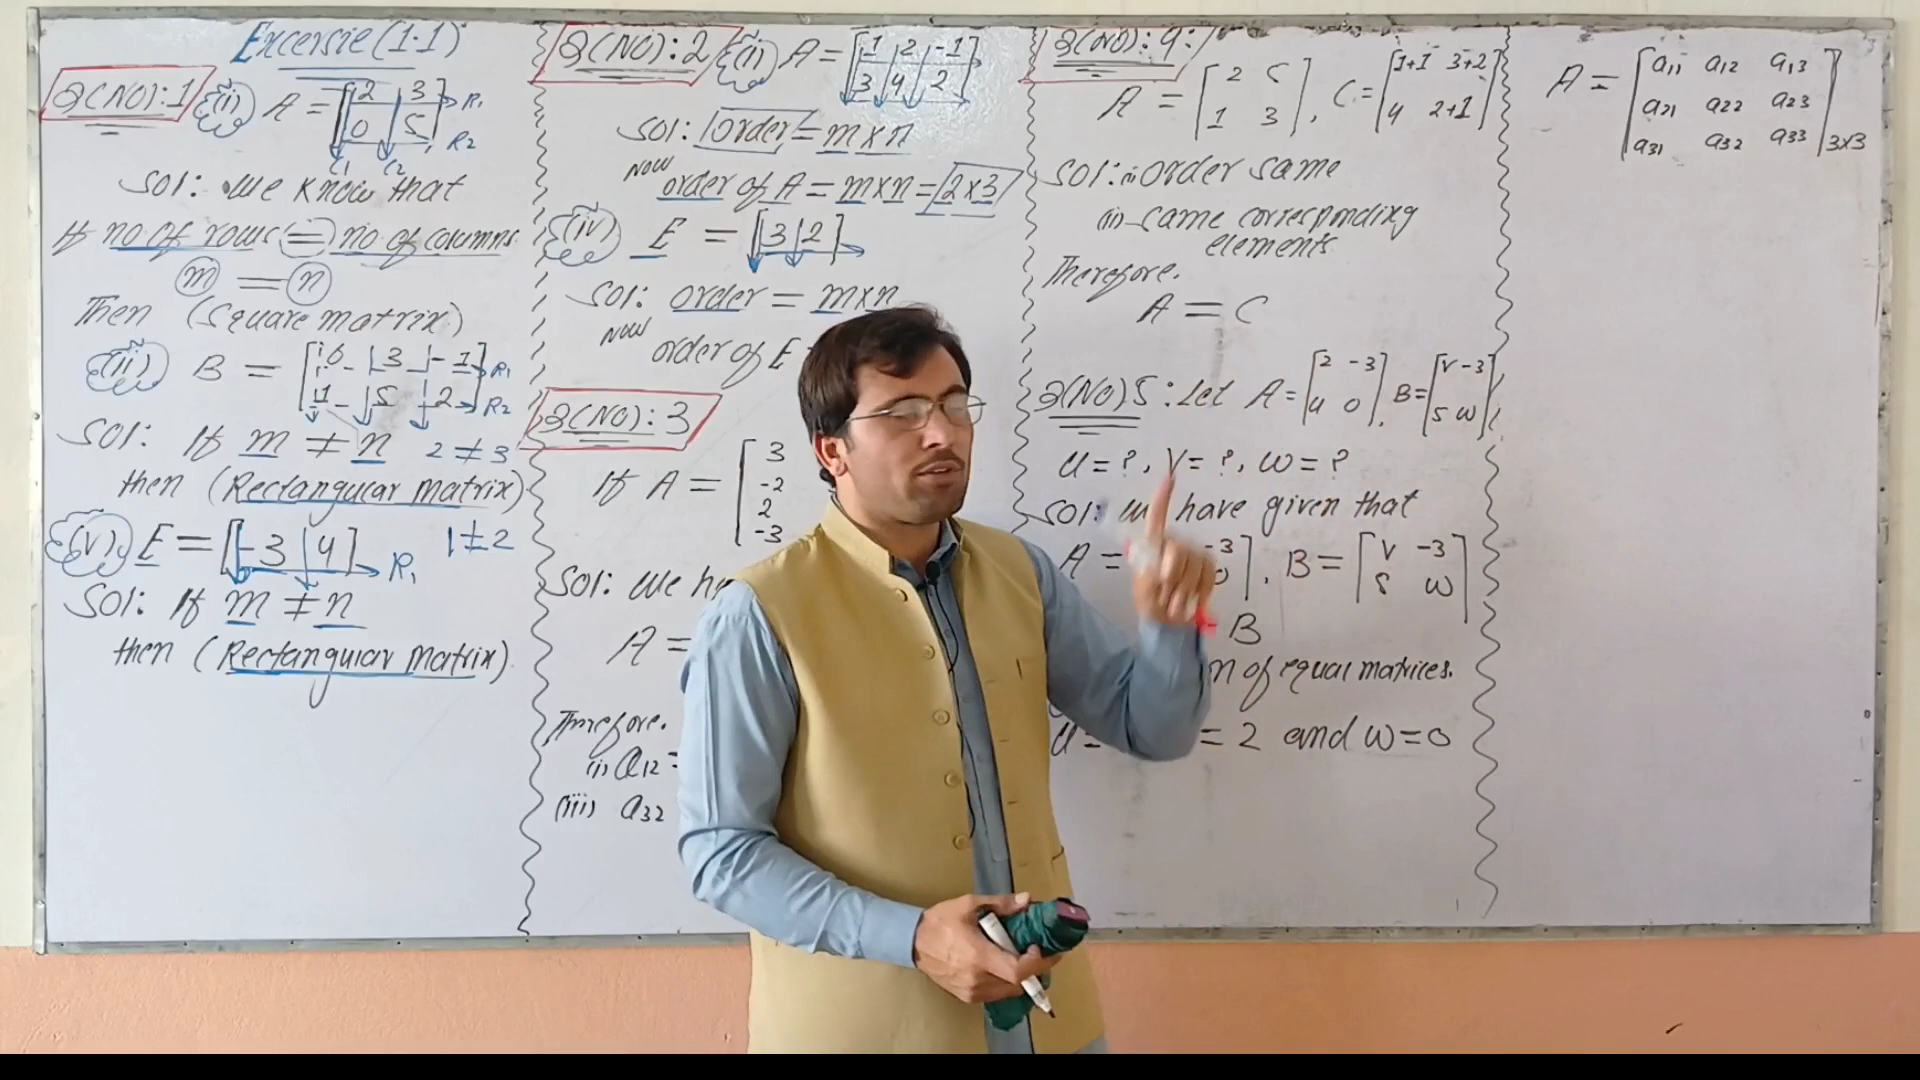 Excersie (1.1)
Q(NO):1 (i) A = [2 3
0 5] R1 R2
C1 C2
Sol: We know that
If no. of rows = no. of columns
m = n
Then (Square matrix)
(ii) B = [6 3 -1
1 5 2] R1 R2
Sol: If m ≠ n 2 ≠ 3
then (Rectangular matrix)
(v) E = [-3 4] R1 1 ≠ 2
Sol: If m ≠ n
then (Rectangular matrix)
Q(NO):2 (i) A = [1 2 -1
3 4 2]
Sol: Order = m x n
Now
order of A = m x n = 2 x 3
(iv) E = [3 2]
Sol: order = m x n
Now
order of E
Q(NO):3
If A = [3
-2
2
-3
Sol: We
A =
Therefore.
(i) a12 =
(iii) a32
Q(NO):4:
A = [2 5
1 3], C = [1+1 3+2
4 2+1]
Sol: (i) order same
(ii) same corresponding
elements.
Therefore.
A = C
Q(NO)5: Let A = [2 -3
u 0], B = [v -3
5 w]
u = ?, v = ?, w = ?
Sol: we have given that
A = -3
0], B = [v -3
5 w]
B
n of equal matrices.
u = = 2 and w = 0
A = [a11 a12 a13
a21 a22 a23
a31 a32 a33] 3x3